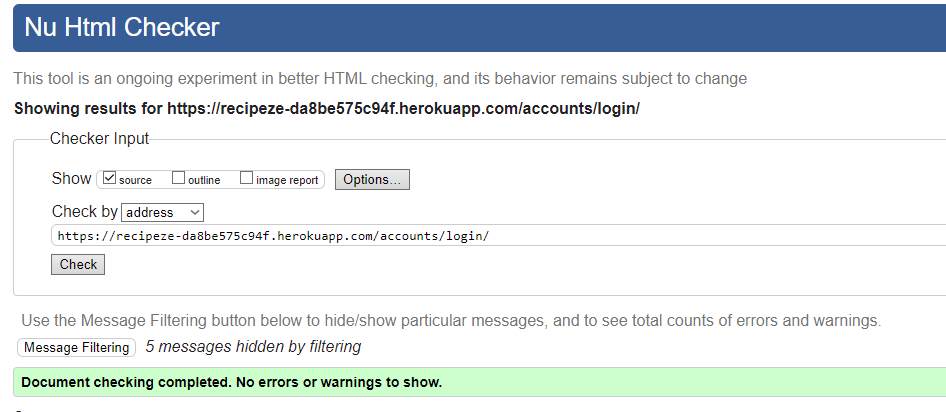 Nu Html Checker
This tool is an ongoing experiment in better HTML checking, and its behavior remains subject to change
Showing results for https://recipeze-da8be575c94f.herokuapp.com/accounts/login/
Checker Input
Show source outline image report Options...
Check by address
https://recipeze-da8be575c94f.herokuapp.com/accounts/login/
Check
Use the Message Filtering button below to hide/show particular messages, and to see total counts of errors and warnings.
Message Filtering 5 messages hidden by filtering
Document checking completed. No errors or warnings to show.